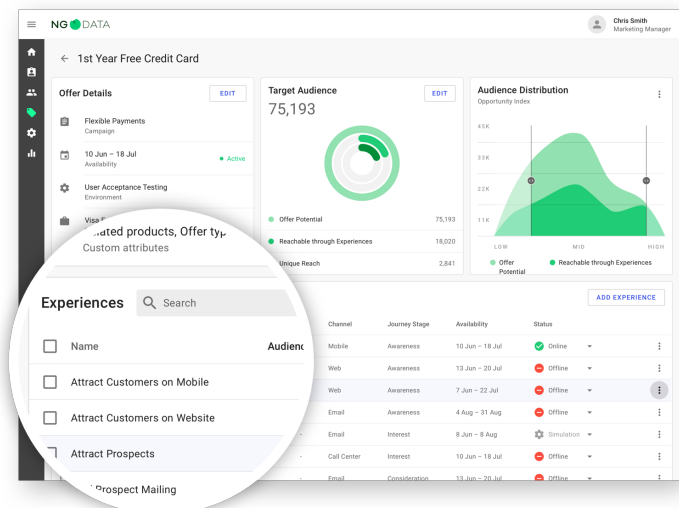 NGDATA
Chris Smith
Marketing Manager
1st Year Free Credit Card
Offer Details
EDIT
Flexible Payments
Campaign
10 Jun – 18 Jul
Availability
Active
User Acceptance Testing
Environment
Visa
Target Audience
EDIT
75,193
Offer Potential 75,193
Reachable through Experiences 18,020
Unique Reach 2,841
Audience Distribution
Opportunity Index
45K
33K
22K
11K
LOW MID HIGH
Offer Potential
Reachable through Experiences
products, Offer typ
Custom attributes
Experiences
Search
ADD EXPERIENCE
Name Audienc Channel Journey Stage Availability Status
Attract Customers on Mobile
Mobile Awareness 10 Jun – 18 Jul Online
Attract Customers on Website
Web Awareness 13 Jun – 20 Jul Offline
Attract Prospects
Web Awareness 7 Jun – 22 Jul Offline
Prospect Mailing
Email Awareness 4 Aug – 31 Aug Offline
- Email Interest 8 Jun – 8 Aug Simulation
- Call Center Interest 10 Jun – 18 Jul Offline
- Email Consideration 13 Jun – 20 Jul Offline